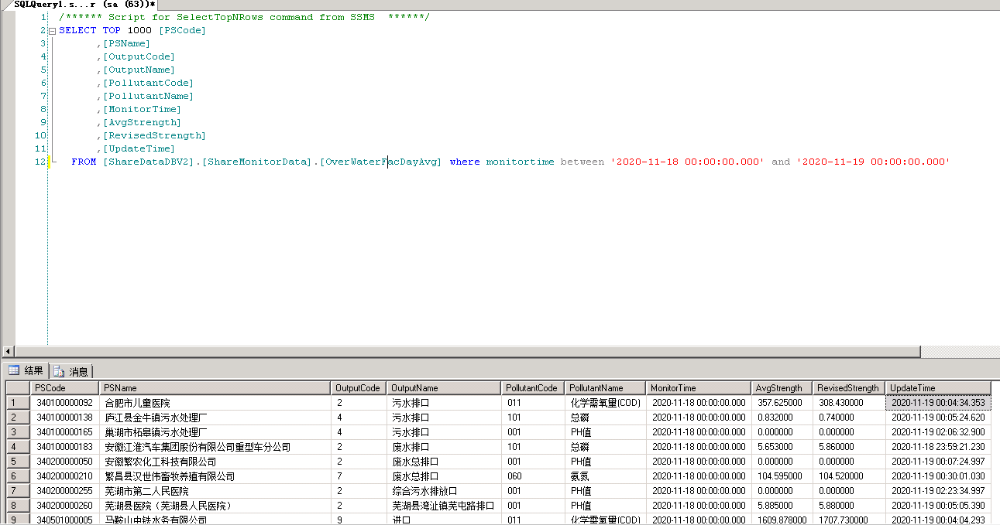 SQLQuery1.s...r (sa (63))*
1 /****** Script for SelectTopNRows command from SSMS ******/
2 SELECT TOP 1000 [PSCode]
3 ,[PSName]
4 ,[OutputCode]
5 ,[OutputName]
6 ,[PollutantCode]
7 ,[PollutantName]
8 ,[MonitorTime]
9 ,[AvgStrength]
10 ,[RevisedStrength]
11 ,[UpdateTime]
12 FROM [ShareDataDBV2].[ShareMonitorData].[OverWaterFacDayAvg] where monitortime between '2020-11-18 00:00:00.000' and '2020-11-19 00:00:00.000'
结果 消息
PSCode PSName OutputCode OutputName PollutantCode PollutantName MonitorTime AvgStrength RevisedStrength UpdateTime
1 340100000092 合肥市儿童医院 2 污水排口 011 化学需氧量(COD) 2020-11-18 00:00:00.000 357.625000 308.430000 2020-11-19 00:04:34.353
2 340100000138 庐江县金牛镇污水处理厂 4 污水排口 101 总磷 2020-11-18 00:00:00.000 0.832000 0.740000 2020-11-19 00:05:24.620
3 340100000165 巢湖市柘皋镇污水处理厂 4 污水排口 001 PH值 2020-11-18 00:00:00.000 0.000000 0.000000 2020-11-19 02:06:32.900
4 340100000183 安徽江淮汽车集团股份有限公司重型车分公司 2 废水排口 101 总磷 2020-11-18 00:00:00.000 5.653000 5.860000 2020-11-18 23:59:21.230
5 340200000050 安徽繁农化工科技有限公司 2 废水总排口 001 PH值 2020-11-18 00:00:00.000 0.000000 0.000000 2020-11-19 00:07:24.997
6 340200000210 繁昌县汉世伟畜牧养殖有限公司 7 废水总排口 060 氨氮 2020-11-18 00:00:00.000 104.595000 104.520000 2020-11-19 00:30:01.030
7 340200000255 芜湖市第二人民医院 2 综合污水排放口 001 PH值 2020-11-18 00:00:00.000 0.000000 0.000000 2020-11-19 02:23:34.997
8 340200000260 芜湖县医院（芜湖县人民医院） 2 芜湖县湾沚镇芜屯路排口 001 PH值 2020-11-18 00:00:00.000 5.885000 5.880000 2020-11-19 00:05:05.390
9 340501000005 马鞍山中铁水务有限公司 9 进口 011 化学需氧量(COD) 2020-11-18 00:00:00.000 1609.878000 1707.730000 2020-11-19 00:04:04.293